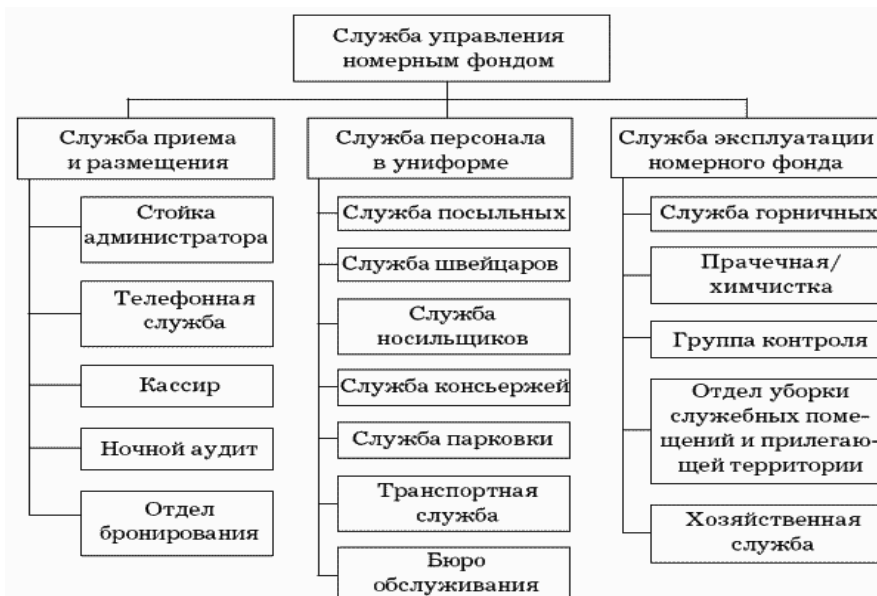 Служба управления
номерным фондом
Служба приема
и размещения
Стойка
администратора
Телефонная
служба
Кассир
Ночной аудит
Отдел
бронирования
Служба персонала
в униформе
Служба посыльных
Служба швейцаров
Служба
носильщиков
Служба консьержей
Служба парковки
Транспортная
служба
Бюро
обслуживания
Служба эксплуатации
номерного фонда
Служба горничных
Прачечная/
химчистка
Группа контроля
Отдел уборки
служебных поме-
щений и прилегаю-
щей территории
Хозяйственная
служба